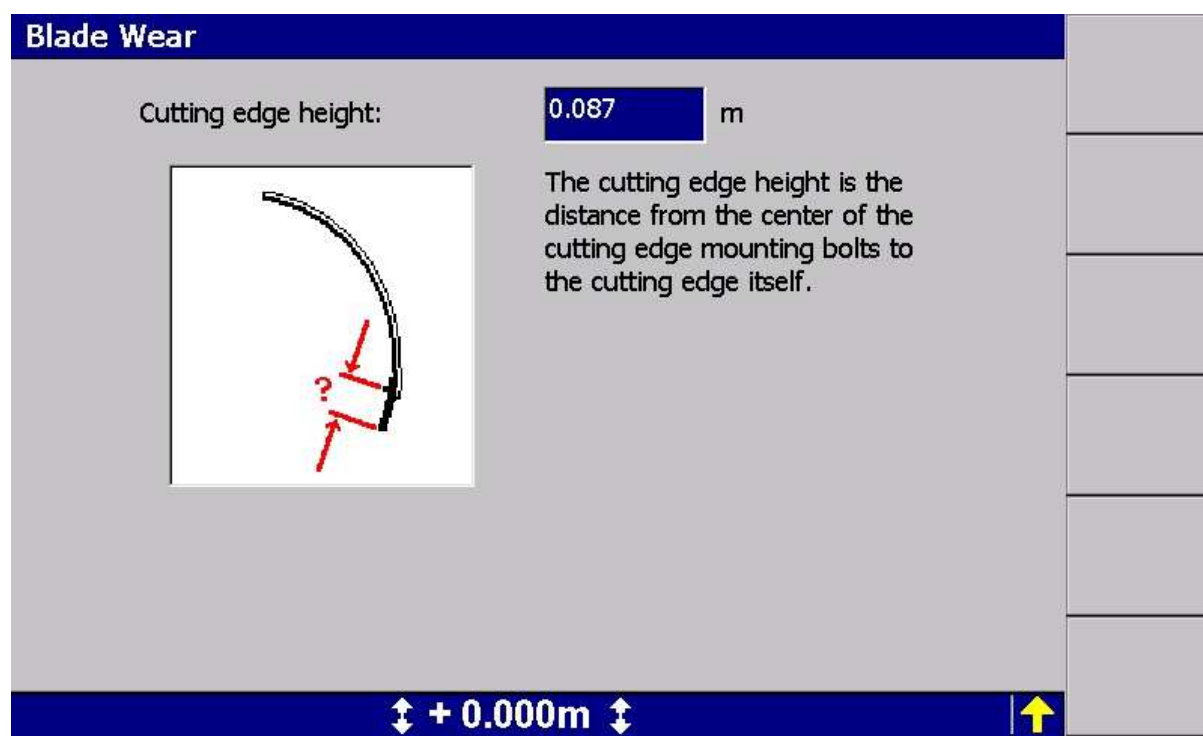 Blade Wear
Cutting edge height:
0.087 m
The cutting edge height is the
distance from the center of the
cutting edge mounting bolts to
the cutting edge itself.
?
+ 0.000m